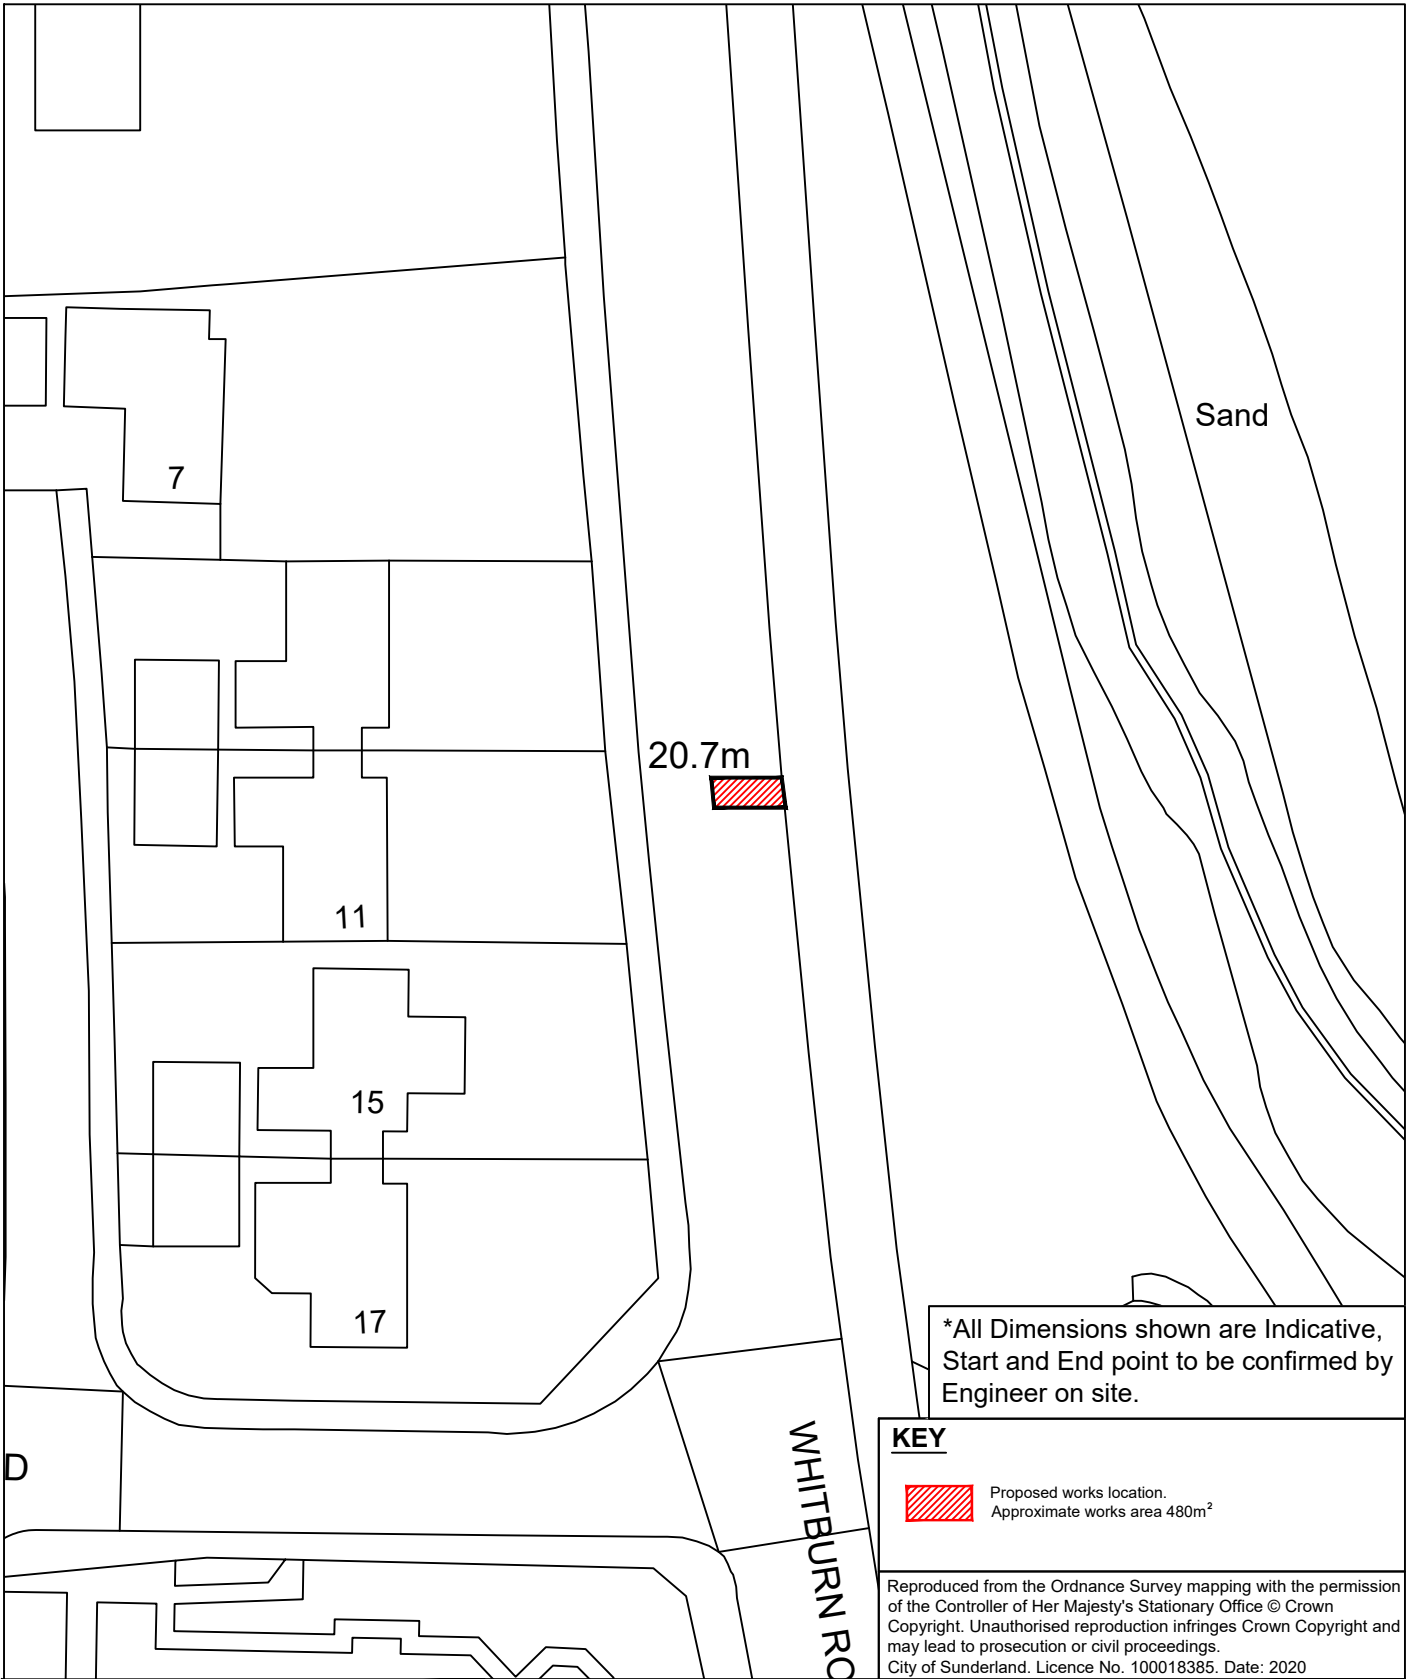 Sand
7
20.7m
11
15
17
*All Dimensions shown are Indicative,
Start and End point to be confirmed by
Engineer on site.
D
WHITBURN RO
KEY
Proposed works location.
Approximate works area 480m²
Reproduced from the Ordnance Survey mapping with the permission
of the Controller of Her Majesty's Stationary Office © Crown
Copyright. Unauthorised reproduction infringes Crown Copyright and
may lead to prosecution or civil proceedings.
City of Sunderland. Licence No. 100018385. Date: 2020